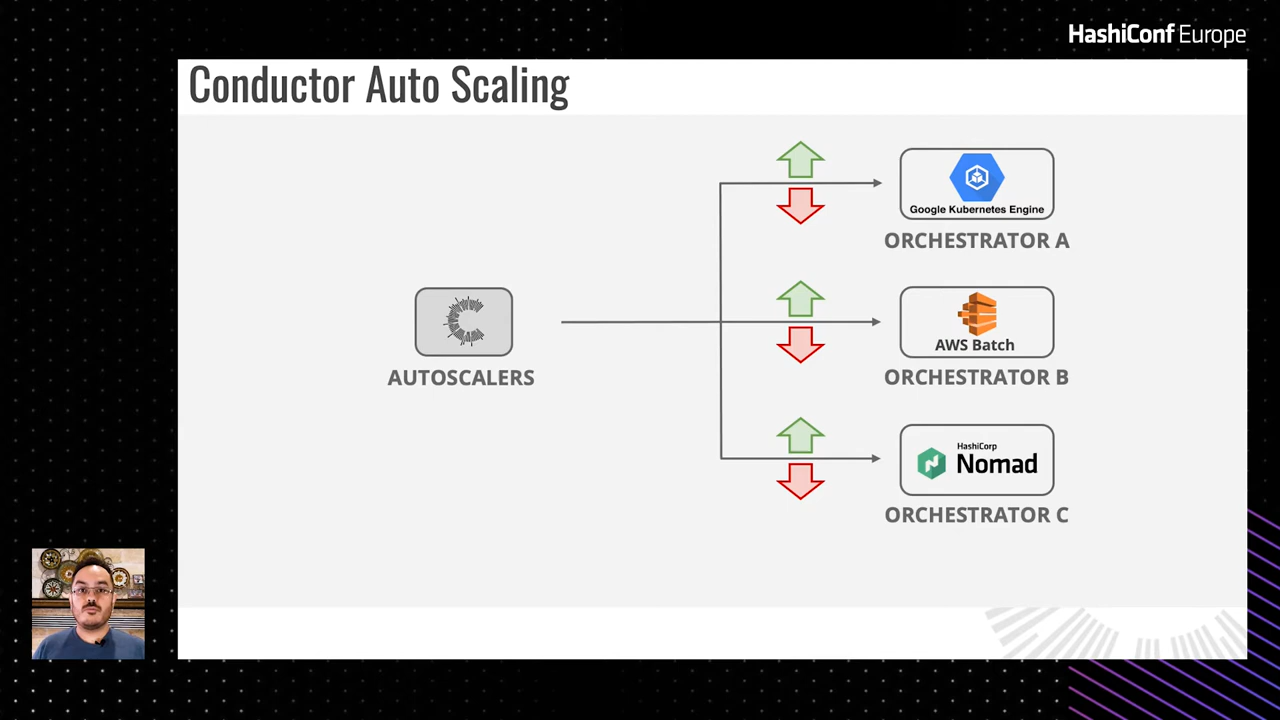 HashiConf Europe
Conductor Auto Scaling
Google Kubernetes Engine
ORCHESTRATOR A
AWS Batch
ORCHESTRATOR B
AUTOSCALERS
HashiCorp
Nomad
ORCHESTRATOR C